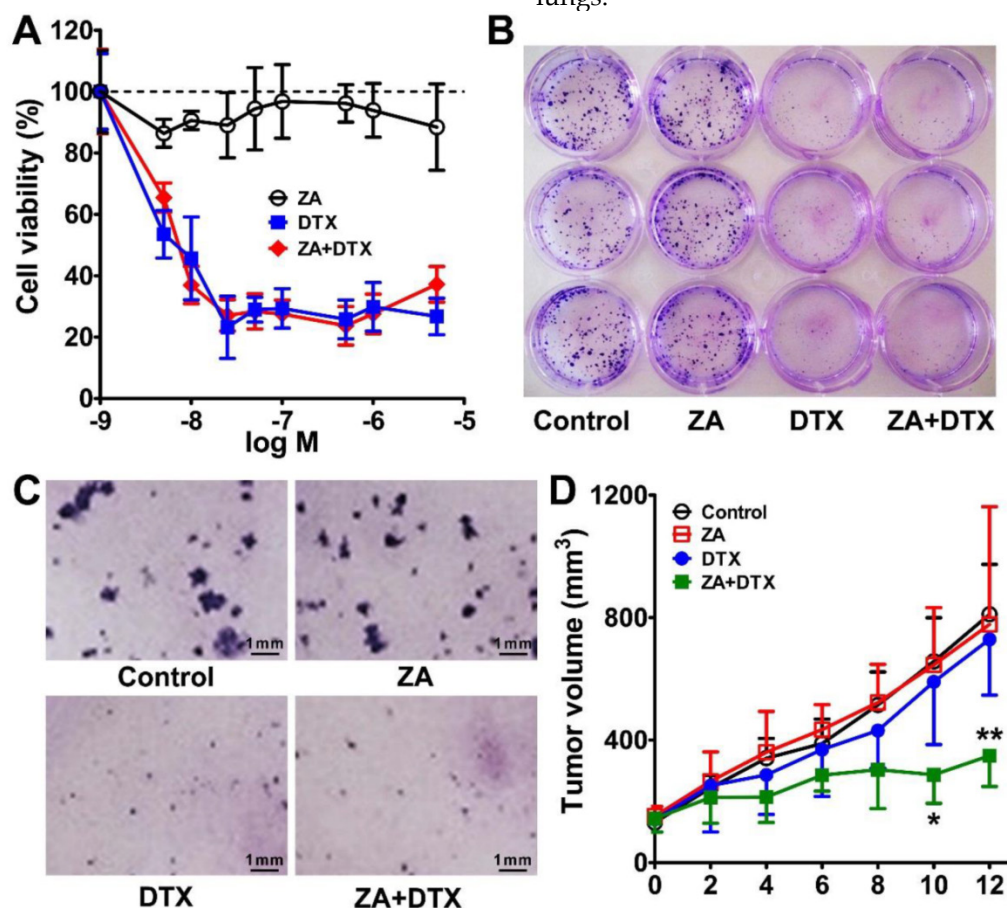 lungs.
A
120
100
80
60
40
20
0
Cell viability (%)
ZA
DTX
ZA+DTX
-9
-8
-7
-6
-5
log M
B
Control
ZA
DTX
ZA+DTX
C
1mm
1mm
Control
ZA
1mm
1mm
DTX
ZA+DTX
D
1200
800
400
0
Tumor volume (mm³)
Control
ZA
DTX
ZA+DTX
**
*
0
2
4
6
8
10
12